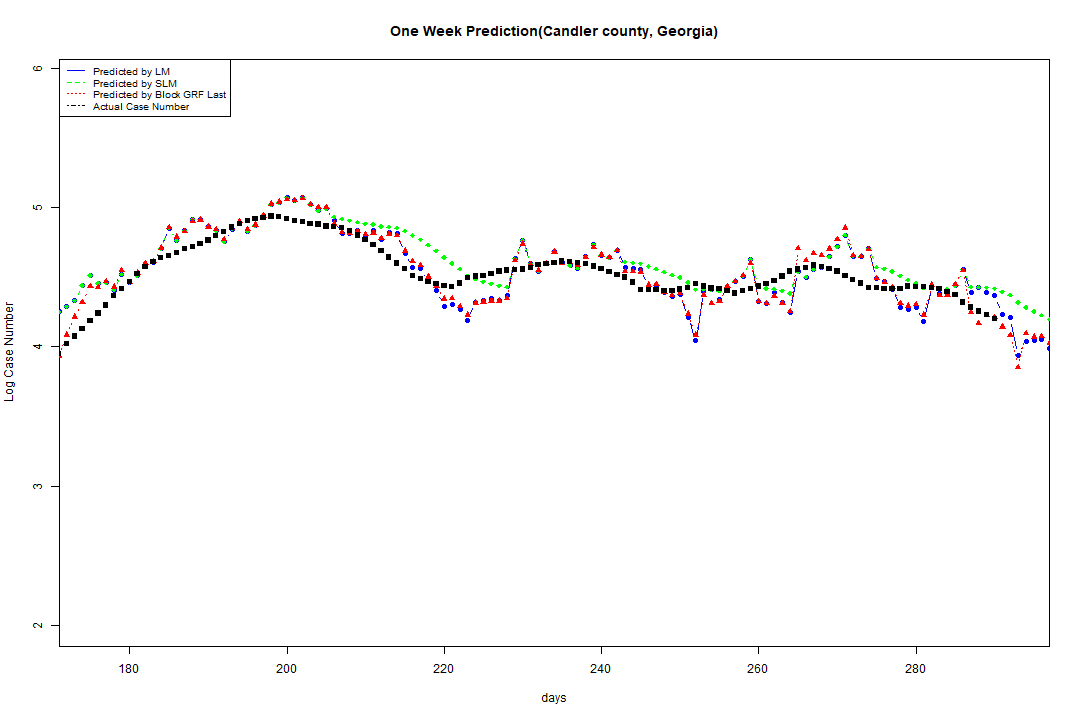 One Week Prediction(Candler county, Georgia)
Predicted by LM
Predicted by SLM
Predicted by Block GRF Last
Actual Case Number
6
5
4
3
2
Log Case Number
180 200 220 240 260 280
days